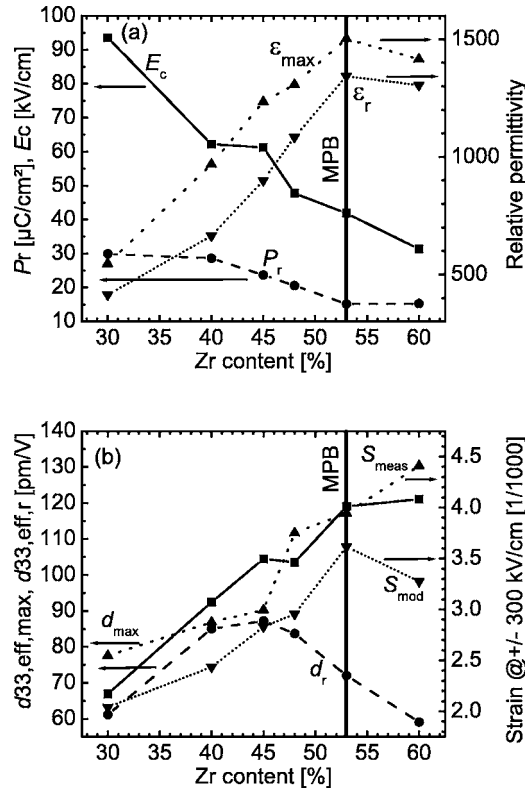 (a)
100
90
80
70
60
50
40
30
20
10
Pr [µC/cm²], Ec [kV/cm]
1500
1000
500
Relative permittivity
Ec
εmax
εr
Pr
MPB
30 35 40 45 50 55 60
Zr content [%]
(b)
140
130
120
110
100
90
80
70
60
d33,eff,max, d33,eff,r [pm/V]
4.5
4.0
3.5
3.0
2.5
2.0
Strain @+/- 300 kV/cm [1/1000]
MPB
Smeas
Smod
dmax
dr
30 35 40 45 50 55 60
Zr content [%]